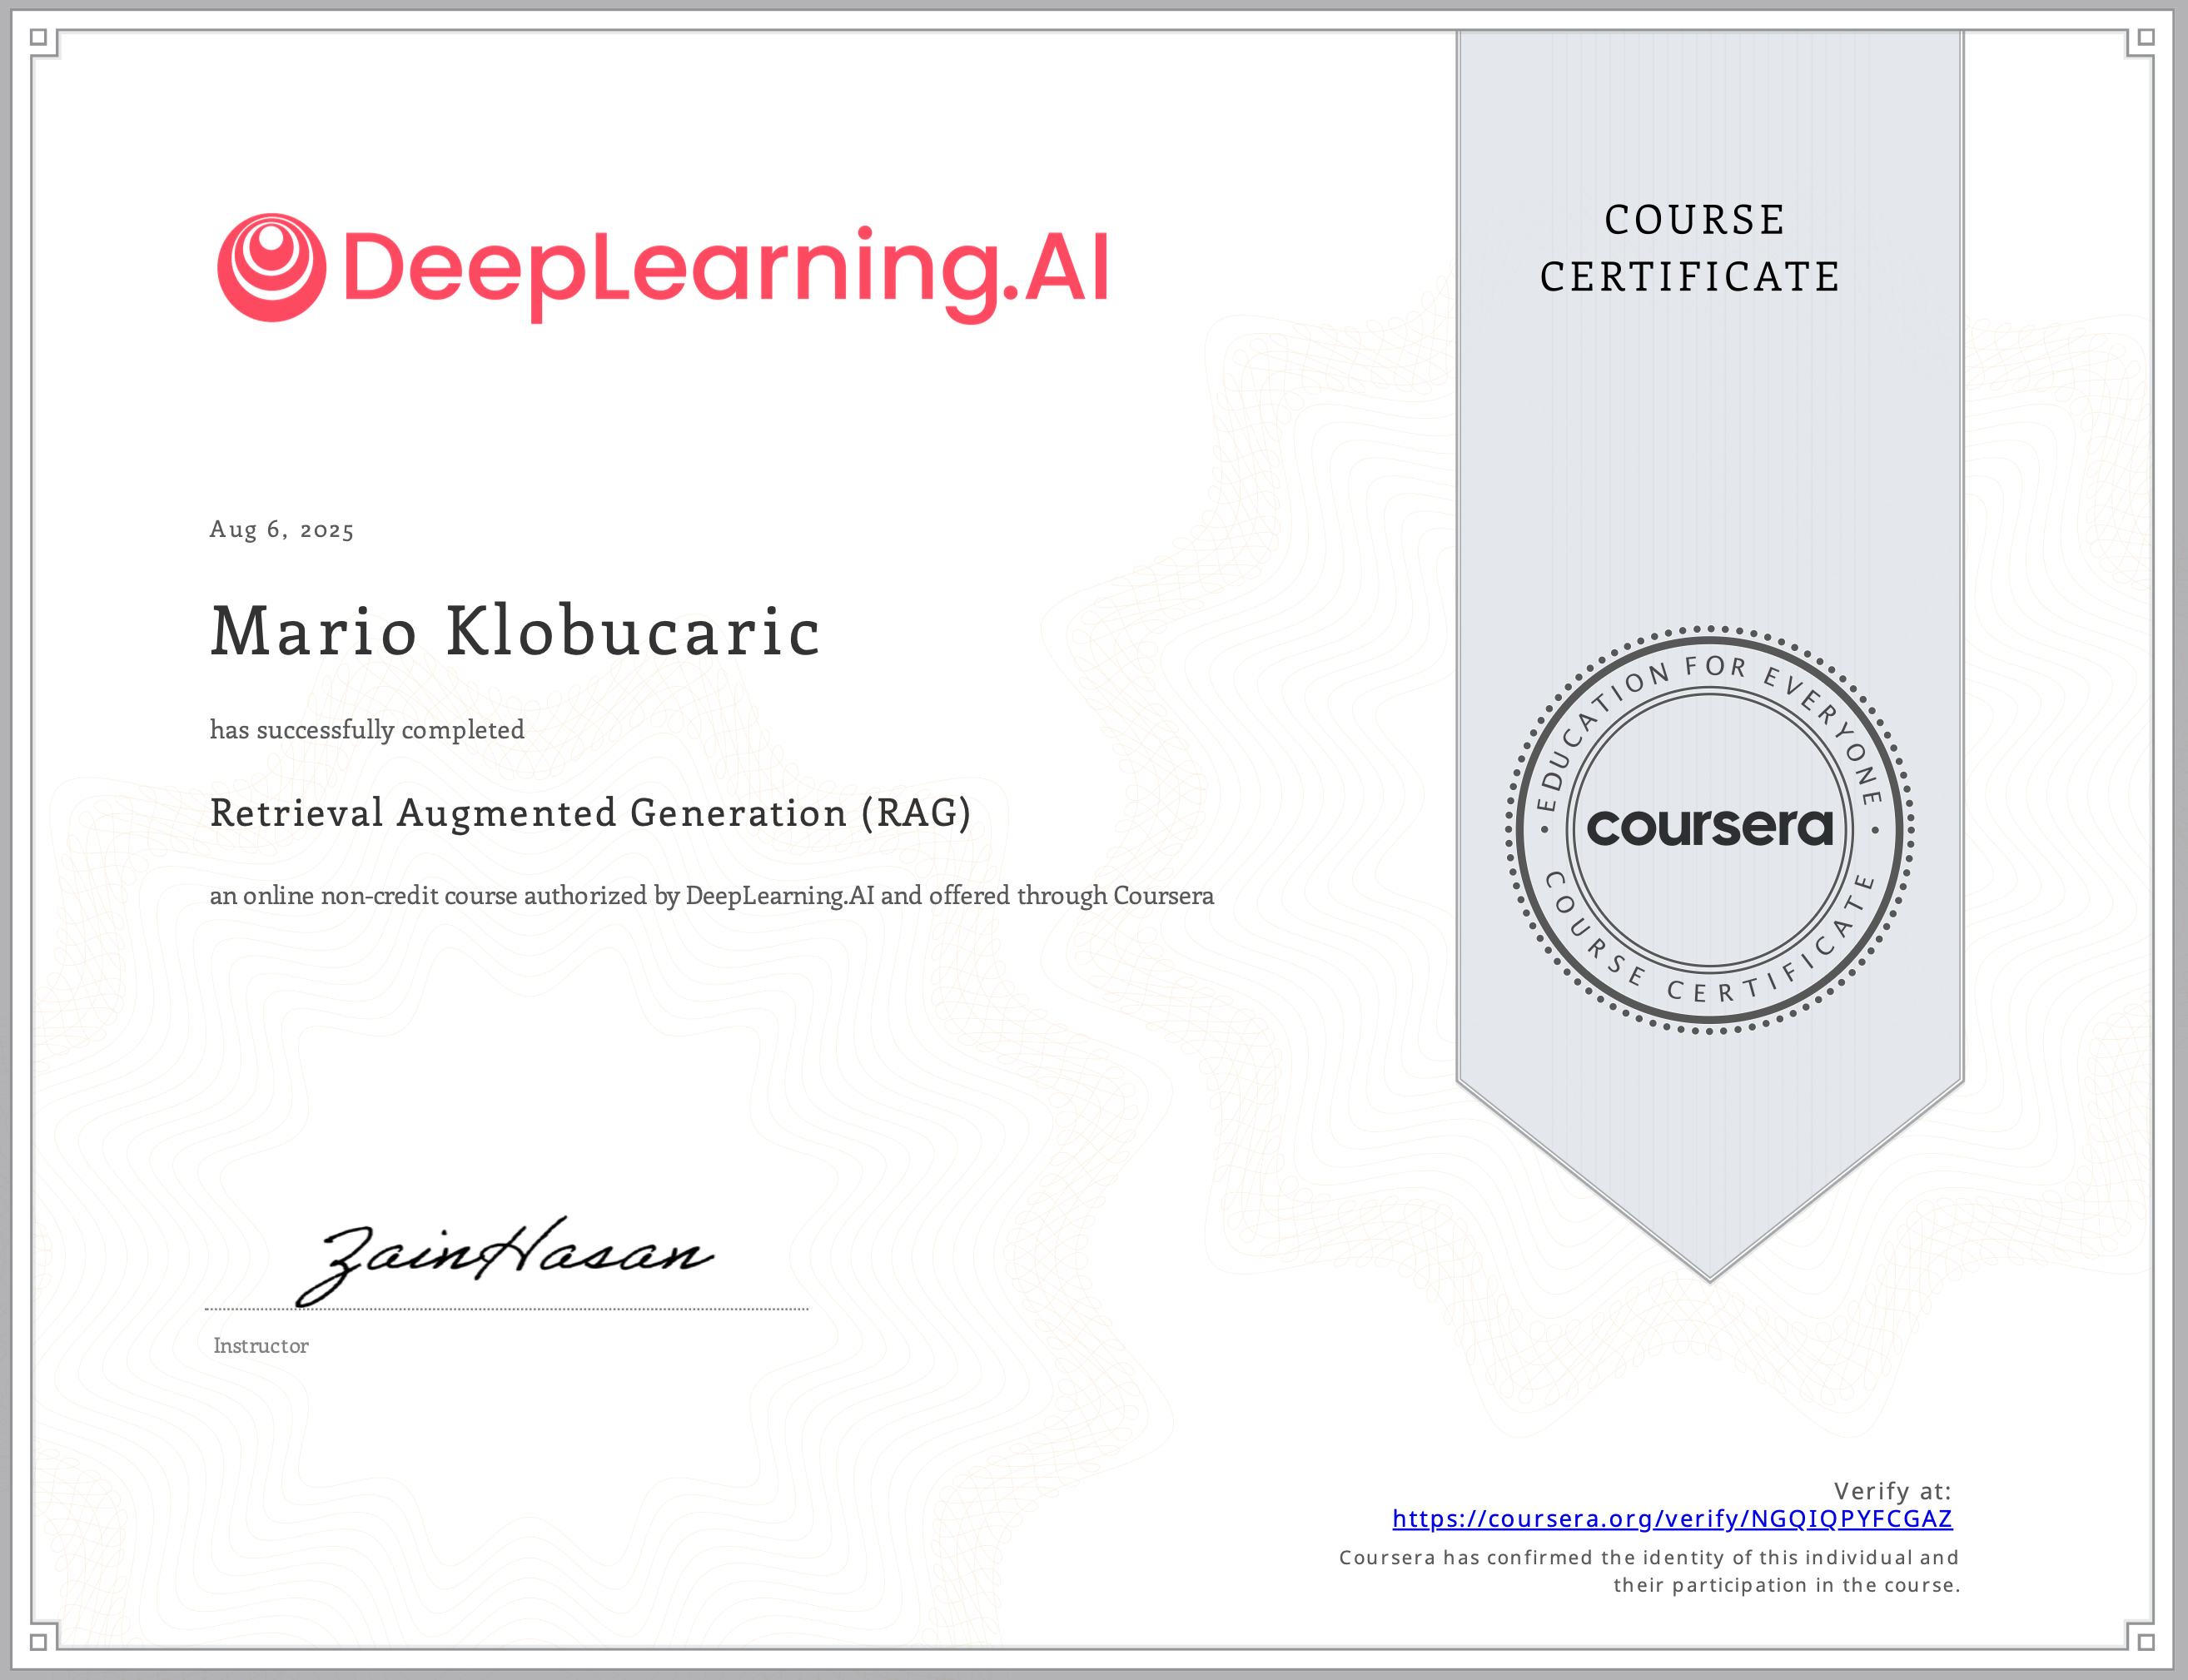 DeepLearning.AI
COURSE
CERTIFICATE
Aug 6, 2025
Mario Klobucaric
has successfully completed
Retrieval Augmented Generation (RAG)
an online non-credit course authorized by DeepLearning.AI and offered through Coursera
EDUCATION FOR EVERYONE
coursera
COURSE CERTIFICATE
Zain Hasan
Instructor
Verify at:
https://coursera.org/verify/NGQIQPYFCGAZ
Coursera has confirmed the identity of this individual and
their participation in the course.